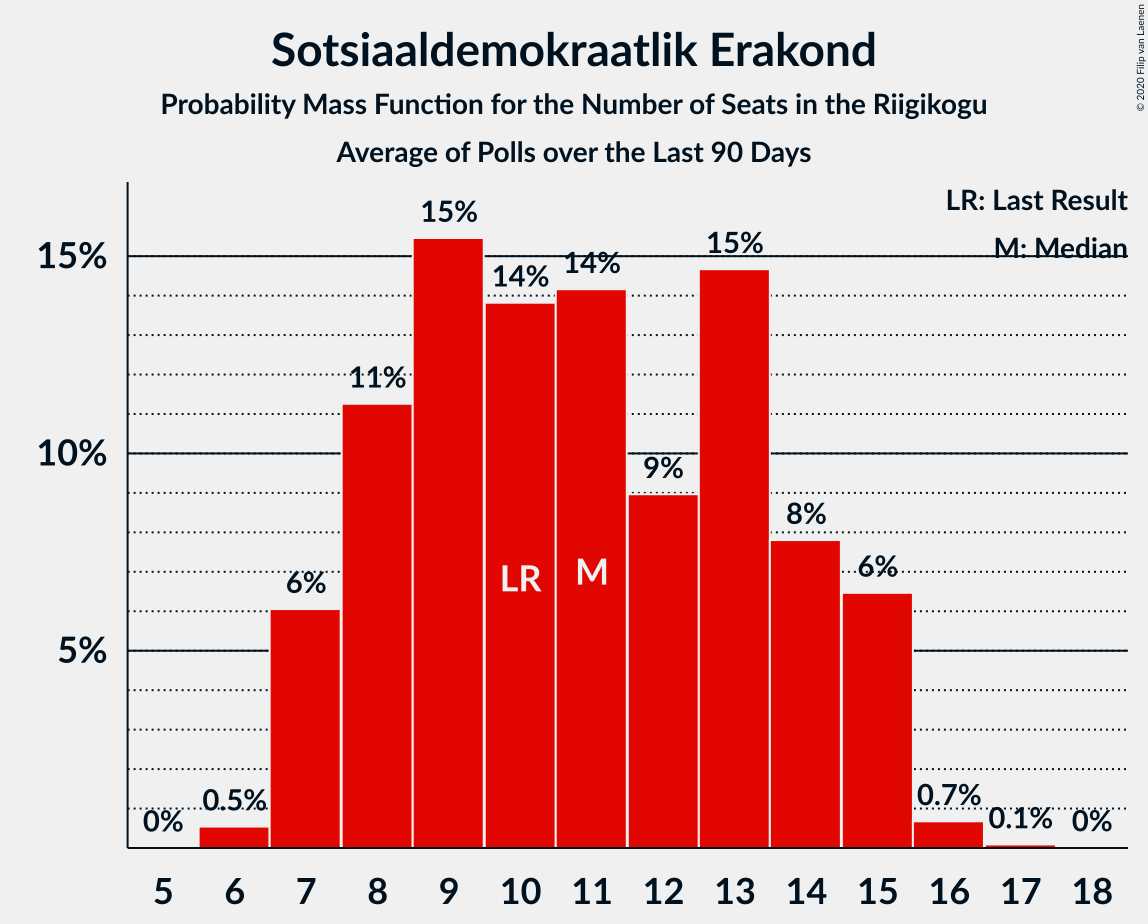 Sotsiaaldemokraatlik Erakond
Probability Mass Function for the Number of Seats in the Riigikogu
Average of Polls over the Last 90 Days
© 2020 Filip van Laenen
LR: Last Result
M: Median
15%
10%
5%
0%
0.5%
6%
11%
15%
14%
14%
9%
15%
8%
6%
0.7%
0.1%
0%
LR
M
5 6 7 8 9 10 11 12 13 14 15 16 17 18